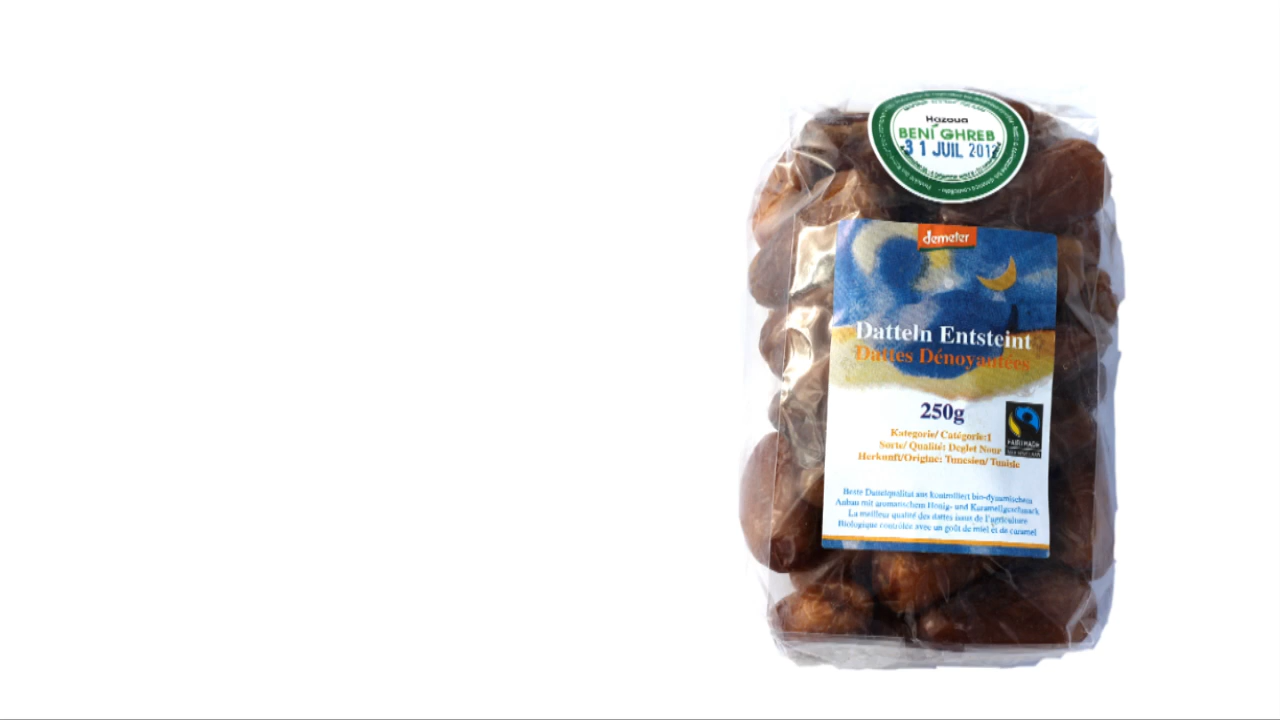 Hazoua
BENI GHREB
31 JUIL 2012
demeter
Datteln Entsteint
Dattes Dénoyautées
250g
Kategorie/ Catégorie:1
Sorte/ Qualité: Deglet Nour
Herkunft/Origine: Tunesien/ Tunisie
FAIRTRADE
Beste Dattelqualität aus kontrolliert bio-dynamischem
Anbau mit aromatischem Honig- und Karamellgeschmack
La meilleur qualité des dattes issus de l'agriculture
Biologique contrôlée avec un goût de miel et de caramel